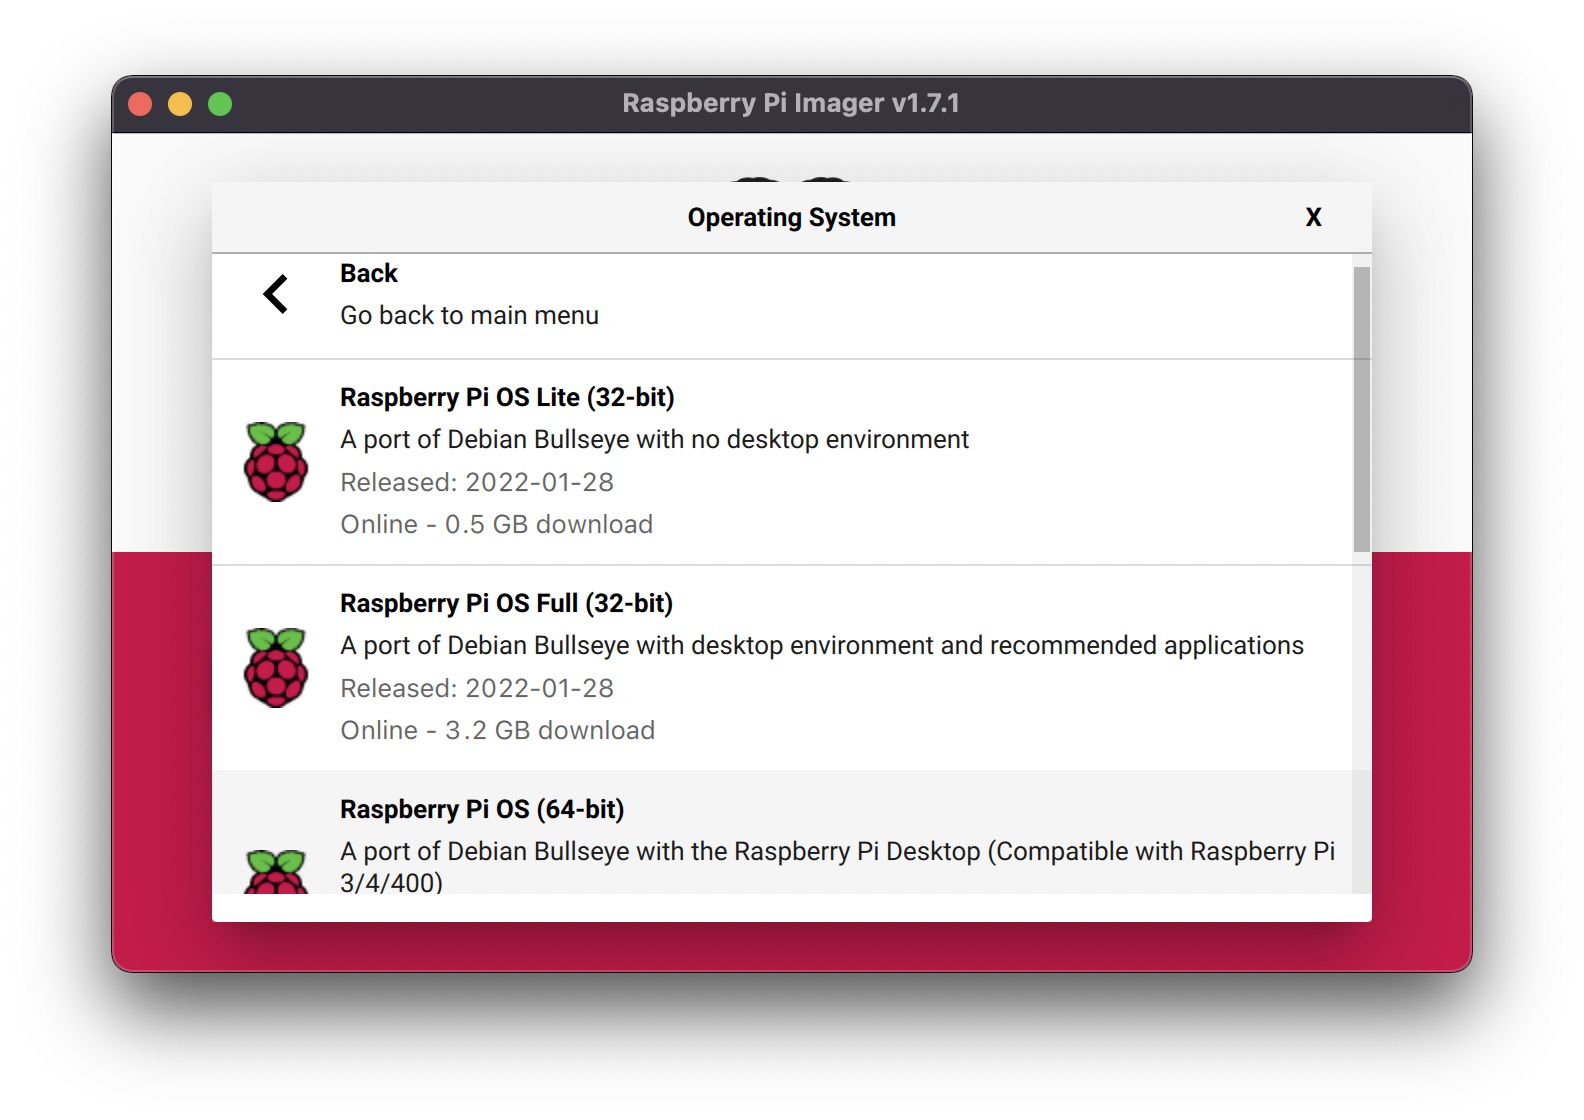 Raspberry Pi Imager v1.7.1
Operating System
X
Back
Go back to main menu
Raspberry Pi OS Lite (32-bit)
A port of Debian Bullseye with no desktop environment
Released: 2022-01-28
Online - 0.5 GB download
Raspberry Pi OS Full (32-bit)
A port of Debian Bullseye with desktop environment and recommended applications
Released: 2022-01-28
Online - 3.2 GB download
Raspberry Pi OS (64-bit)
A port of Debian Bullseye with the Raspberry Pi Desktop (Compatible with Raspberry Pi
3/4/400)